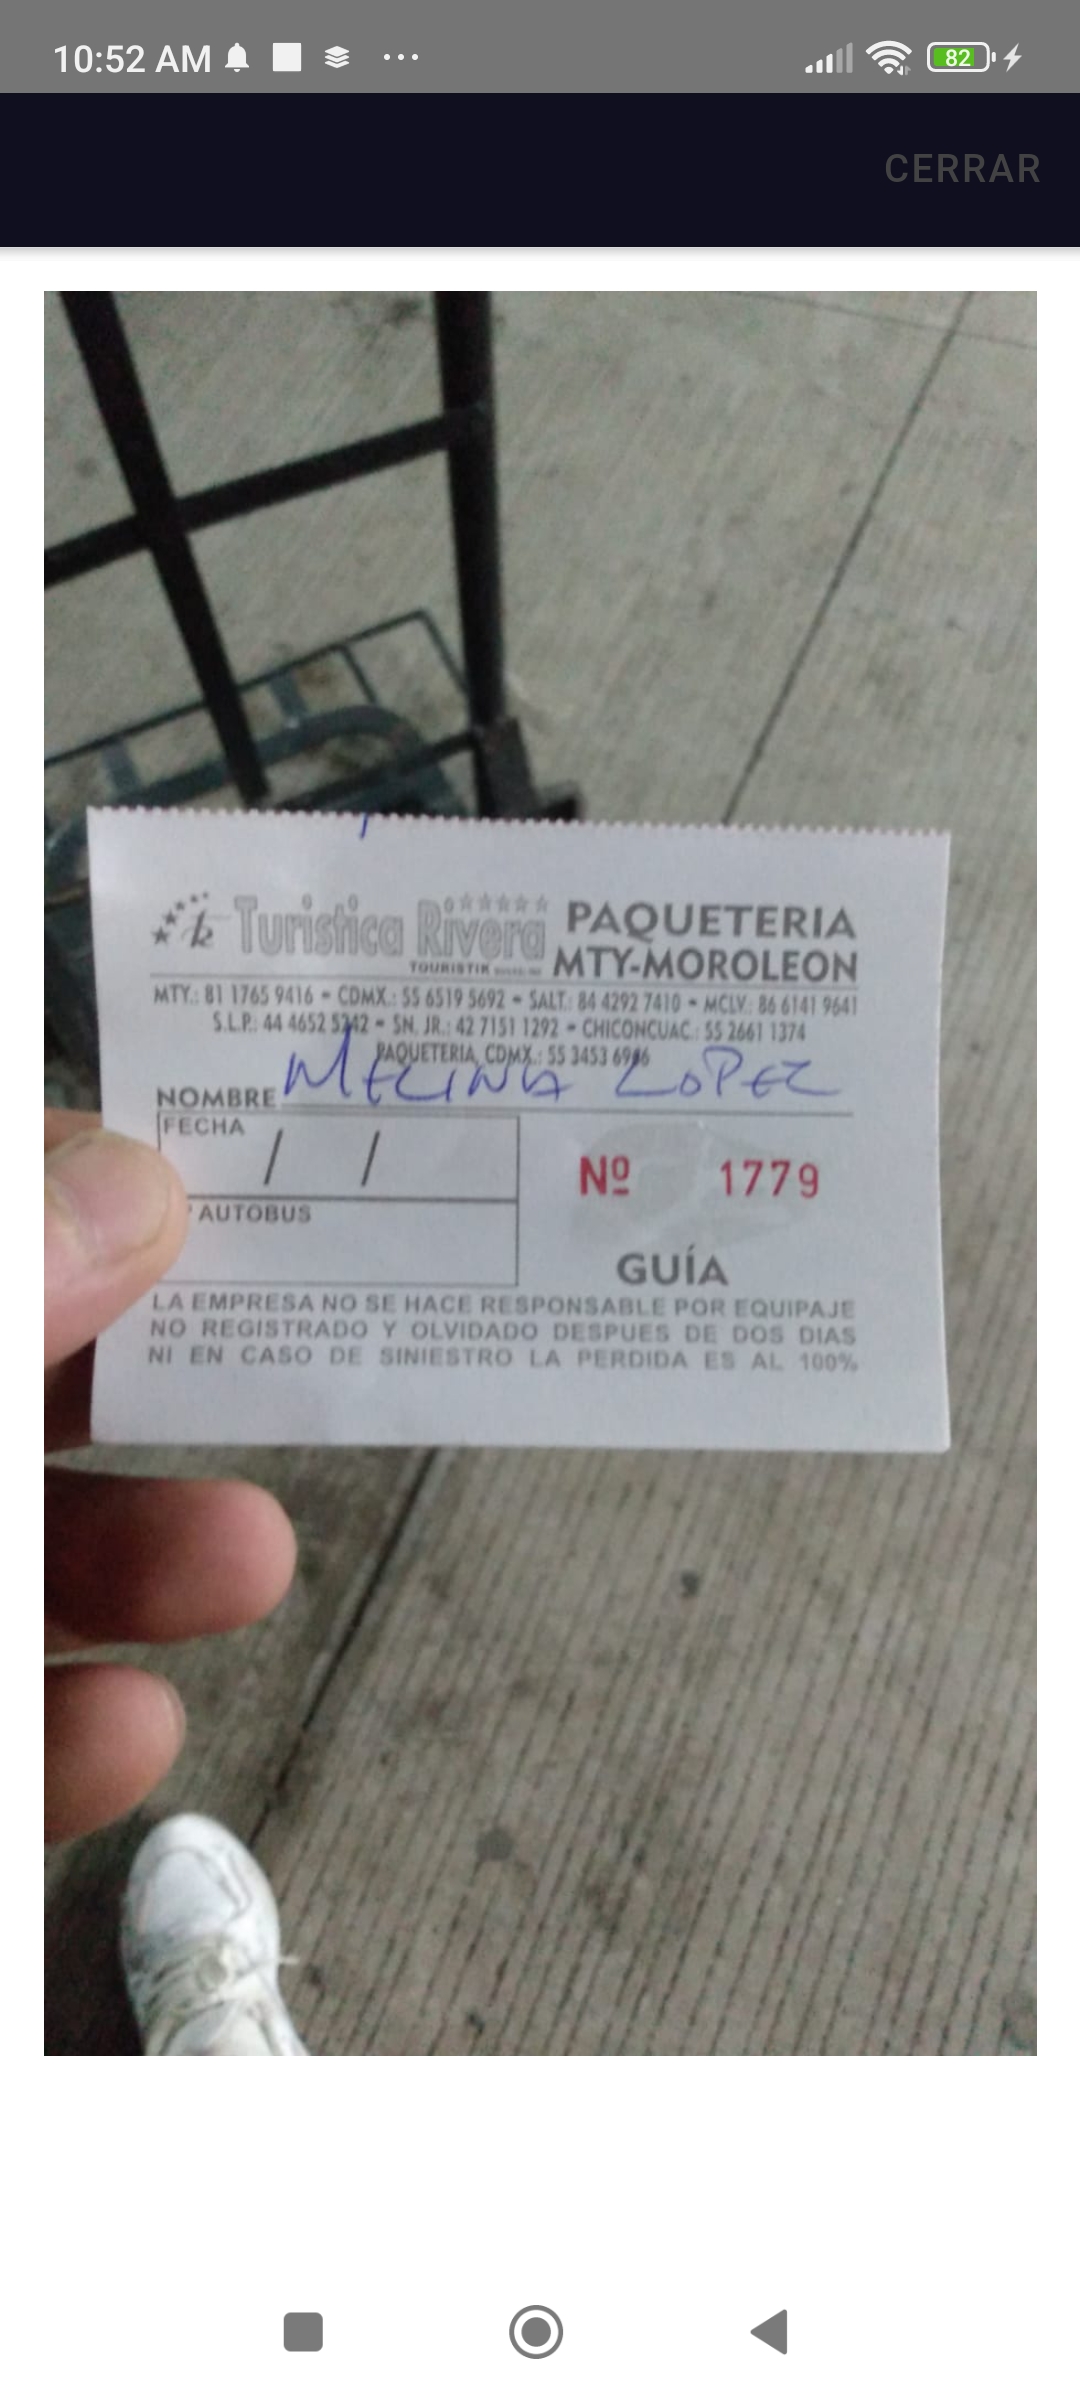 10:52 AM
82
CERRAR
Turistica Rivera PAQUETERIA
TOURISTIK MTY-MOROLEON
MTY.: 81 1765 9416 - CDMX.: 55 6519 5692 - SALT.: 84 4292 7410 - MCLV.: 86 6141 9641
S.L.P.: 44 4652 5242 - SN. JR.: 42 7151 1292 - CHICONCUAC.: 55 2661 1374
PAQUETERIA, CDMX.: 55 3453
NOMBRE MELINA LOPEZ
FECHA / /
Nº 1779
AUTOBUS
GUÍA
LA EMPRESA NO SE HACE RESPONSABLE POR EQUIPAJE
NO REGISTRADO Y OLVIDADO DESPUES DE DOS DIAS
NI EN CASO DE SINIESTRO LA PERDIDA ES AL 100%